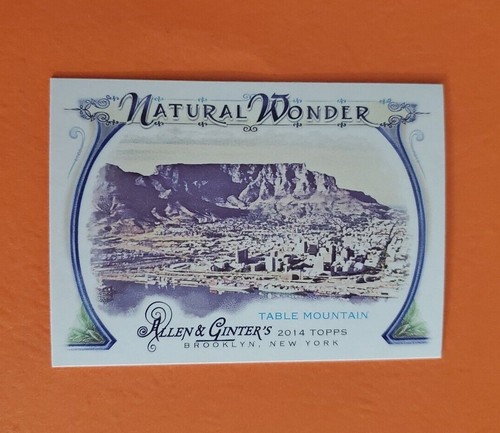 NATURAL WONDER
TABLE MOUNTAIN
ALLEN & GINTER'S 2014 TOPPS
BROOKLYN, NEW YORK